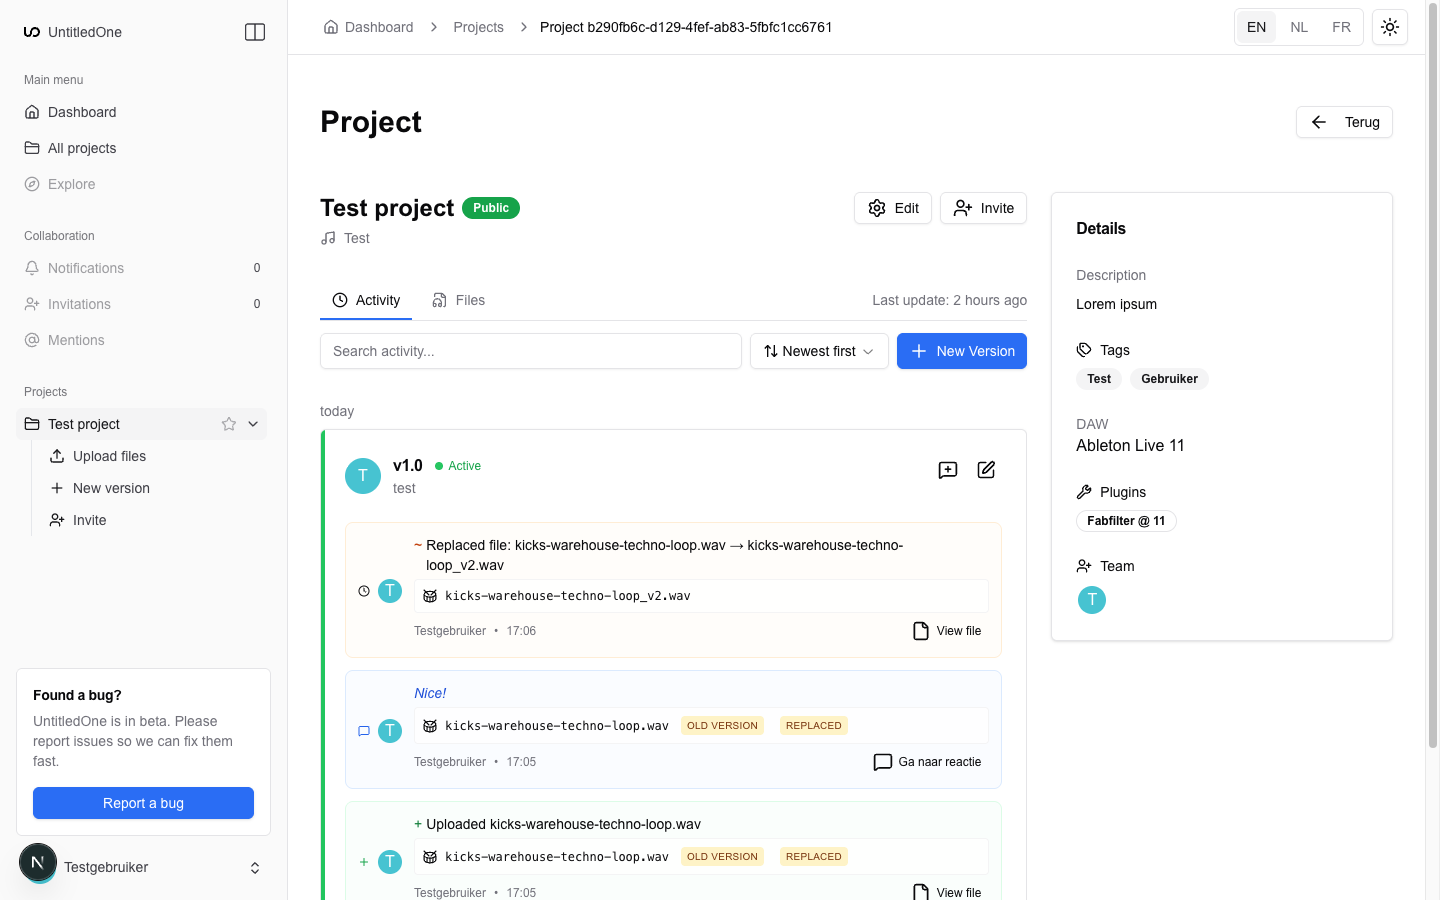 UntitledOne
Main menu
Dashboard
All projects
Explore
Collaboration
Notifications 0
Invitations 0
Mentions
Projects
Test project
Upload files
New version
Invite
Found a bug?
UntitledOne is in beta. Please
report issues so we can fix them
fast.
Report a bug
N
Testgebruiker
Dashboard > Projects > Project b290fb6c-d129-4fef-ab83-5fbfc1cc6761
EN NL FR
Project
Terug
Test project Public
Edit Invite
Test
Activity Files Last update: 2 hours ago
Search activity... Newest first New Version
today
T v1.0 Active
test
~ Replaced file: kicks-warehouse-techno-loop.wav → kicks-warehouse-techno-
loop_v2.wav
T kicks-warehouse-techno-loop_v2.wav
Testgebruiker • 17:06 View file
Nice!
T kicks-warehouse-techno-loop.wav OLD VERSION REPLACED
Testgebruiker • 17:05 Ga naar reactie
+ Uploaded kicks-warehouse-techno-loop.wav
+ T kicks-warehouse-techno-loop.wav OLD VERSION REPLACED
Testgebruiker • 17:05 View file
Details
Description
Lorem ipsum
Tags
Test Gebruiker
DAW
Ableton Live 11
Plugins
Fabfilter @ 11
Team
T